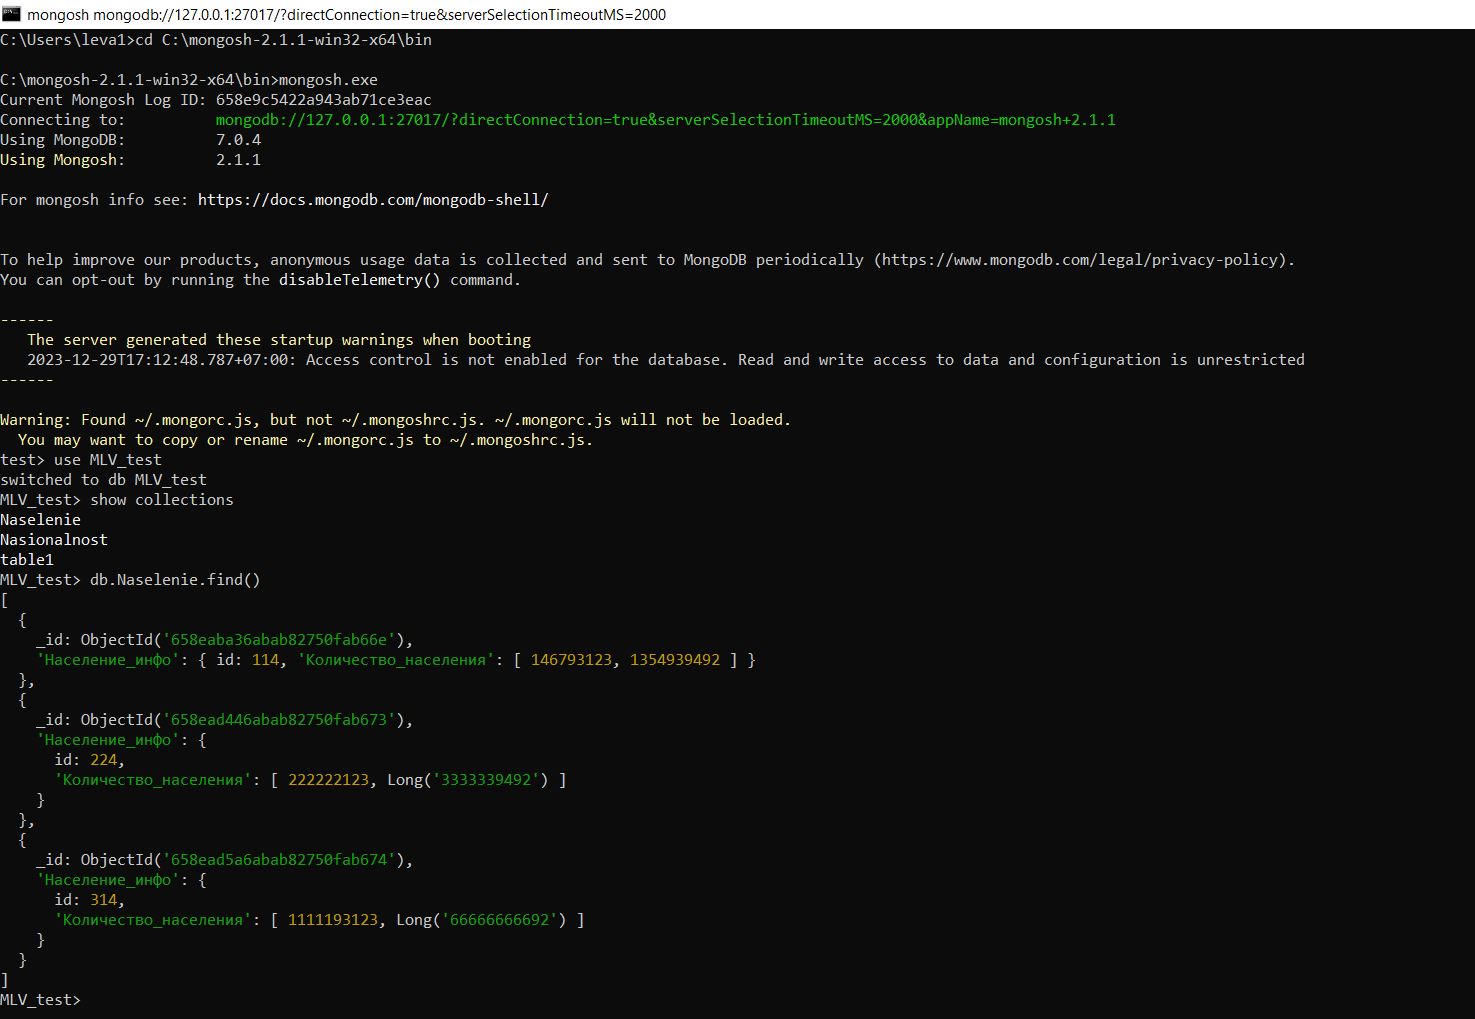 mongosh mongodb://127.0.0.1:27017/?directConnection=true&serverSelectionTimeoutMS=2000
C:\Users\leva1>cd C:\mongosh-2.1.1-win32-x64\bin
C:\mongosh-2.1.1-win32-x64\bin>mongosh.exe
Current Mongosh Log ID: 658e9c5422a943ab71ce3eac
Connecting to:          mongodb://127.0.0.1:27017/?directConnection=true&serverSelectionTimeoutMS=2000&appName=mongosh+2.1.1
Using MongoDB:          7.0.4
Using Mongosh:          2.1.1
For mongosh info see: https://docs.mongodb.com/mongodb-shell/
To help improve our products, anonymous usage data is collected and sent to MongoDB periodically (https://www.mongodb.com/legal/privacy-policy).
You can opt-out by running the disableTelemetry() command.
------
   The server generated these startup warnings when booting
   2023-12-29T17:12:48.787+07:00: Access control is not enabled for the database. Read and write access to data and configuration is unrestricted
------
Warning: Found ~/.mongorc.js, but not ~/.mongoshrc.js. ~/.mongorc.js will not be loaded.
  You may want to copy or rename ~/.mongorc.js to ~/.mongoshrc.js.
test> use MLV_test
switched to db MLV_test
MLV_test> show collections
Naselenie
Nasionalnost
table1
MLV_test> db.Naselenie.find()
[
  {
    _id: ObjectId('658eaba36abab82750fab66e'),
    'Население_инфо': { id: 114, 'Количество_населения': [ 146793123, 1354939492 ] }
  },
  {
    _id: ObjectId('658ead446abab82750fab673'),
    'Население_инфо': {
      id: 224,
      'Количество_населения': [ 222222123, Long('3333339492') ]
    }
  },
  {
    _id: ObjectId('658ead5a6abab82750fab674'),
    'Население_инфо': {
      id: 314,
      'Количество_населения': [ 1111193123, Long('66666666692') ]
    }
  }
]
MLV_test>